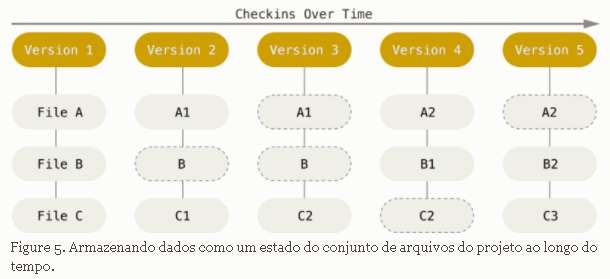 Checkins Over Time
Version 1 Version 2 Version 3 Version 4 Version 5
File A A1 A1 A2 A2
File B B B B1 B2
File C C1 C2 C2 C3
Figure 5. Armazenando dados como um estado do conjunto de arquivos do projeto ao longo do
tempo.